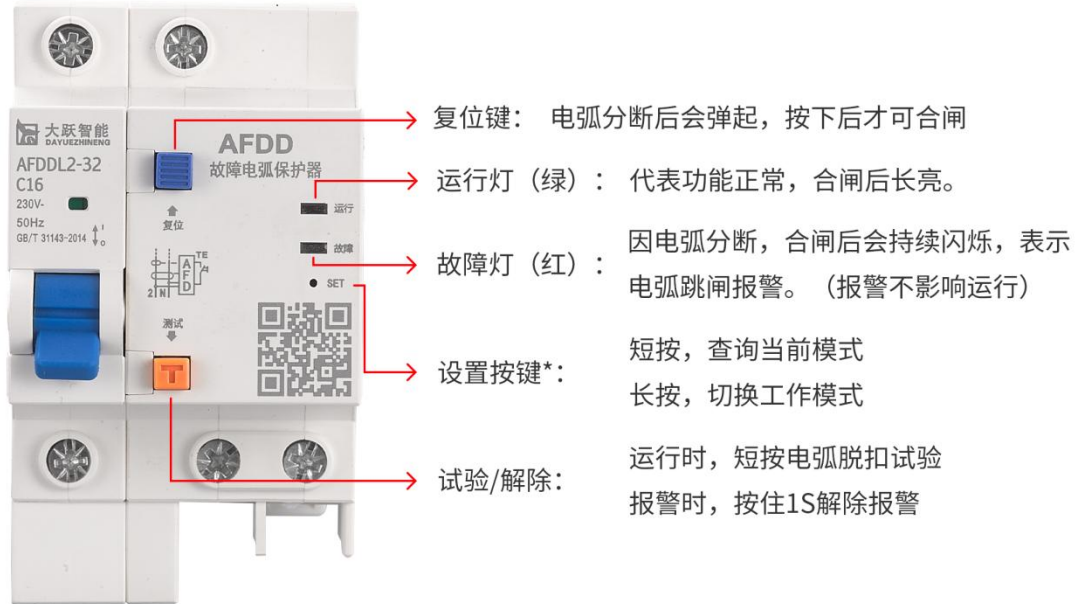 大跃智能
DAYUEZHINENG
AFDDL2-32
C16
230V~
50Hz
GB/T 31143-2014
I
O
AFDD
故障电弧保护器
复位
运行
故障
SET
TE
AFD
2 N
测试
T
复位键： 电弧分断后会弹起，按下后才可合闸
运行灯（绿）： 代表功能正常，合闸后长亮。
故障灯（红）： 因电弧分断，合闸后会持续闪烁，表示
电弧跳闸报警。（报警不影响运行）
设置按键*： 短按，查询当前模式
长按，切换工作模式
试验/解除： 运行时，短按电弧脱扣试验
报警时，按住1S解除报警